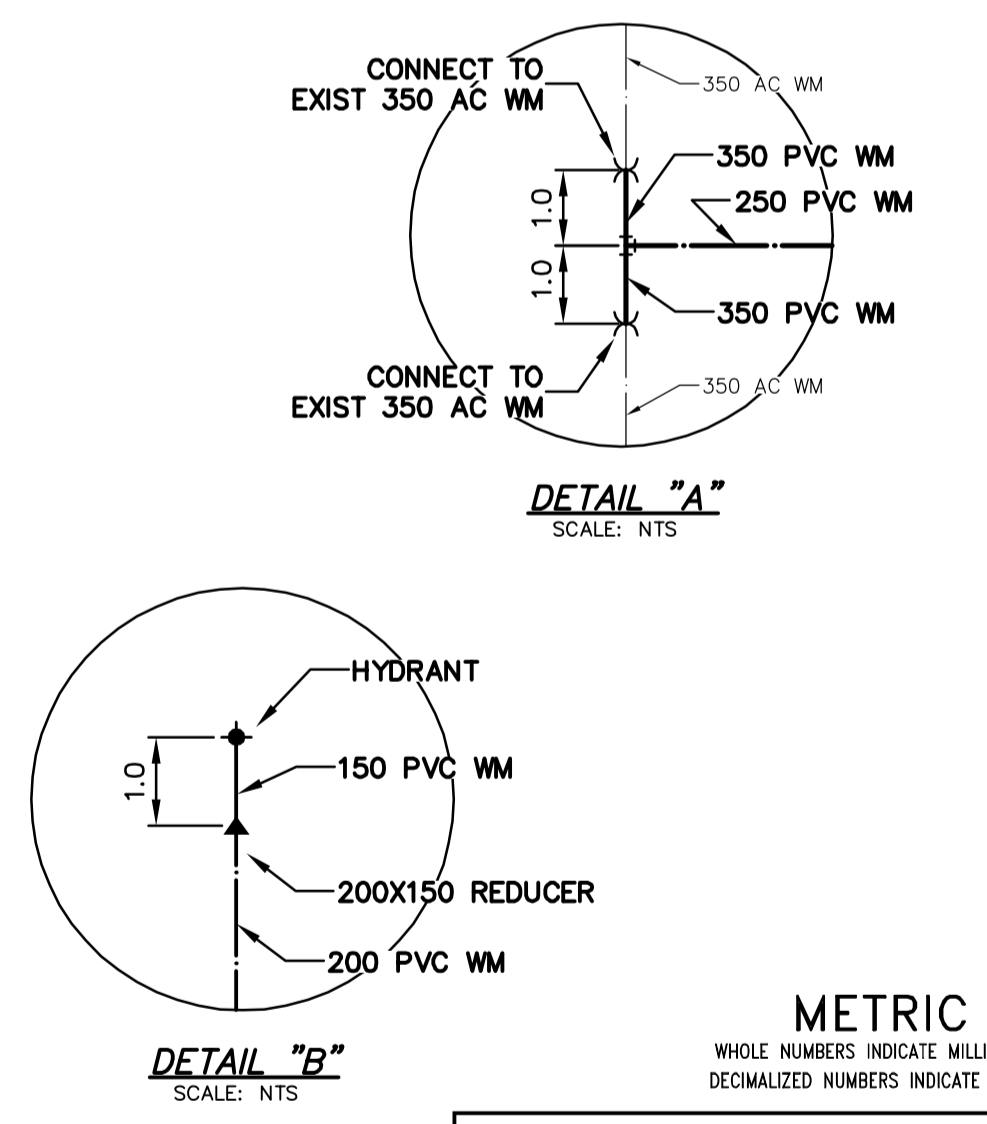 CONNECT TO
EXIST 350 AC WM
350 AC WM
350 PVC WM
250 PVC WM
1.0
1.0
350 PVC WM
CONNECT TO
EXIST 350 AC WM
350 AC WM
DETAIL "A"
SCALE: NTS
HYDRANT
150 PVC WM
1.0
200X150 REDUCER
200 PVC WM
DETAIL "B"
SCALE: NTS
METRIC
WHOLE NUMBERS INDICATE MILLI
DECIMALIZED NUMBERS INDICATE